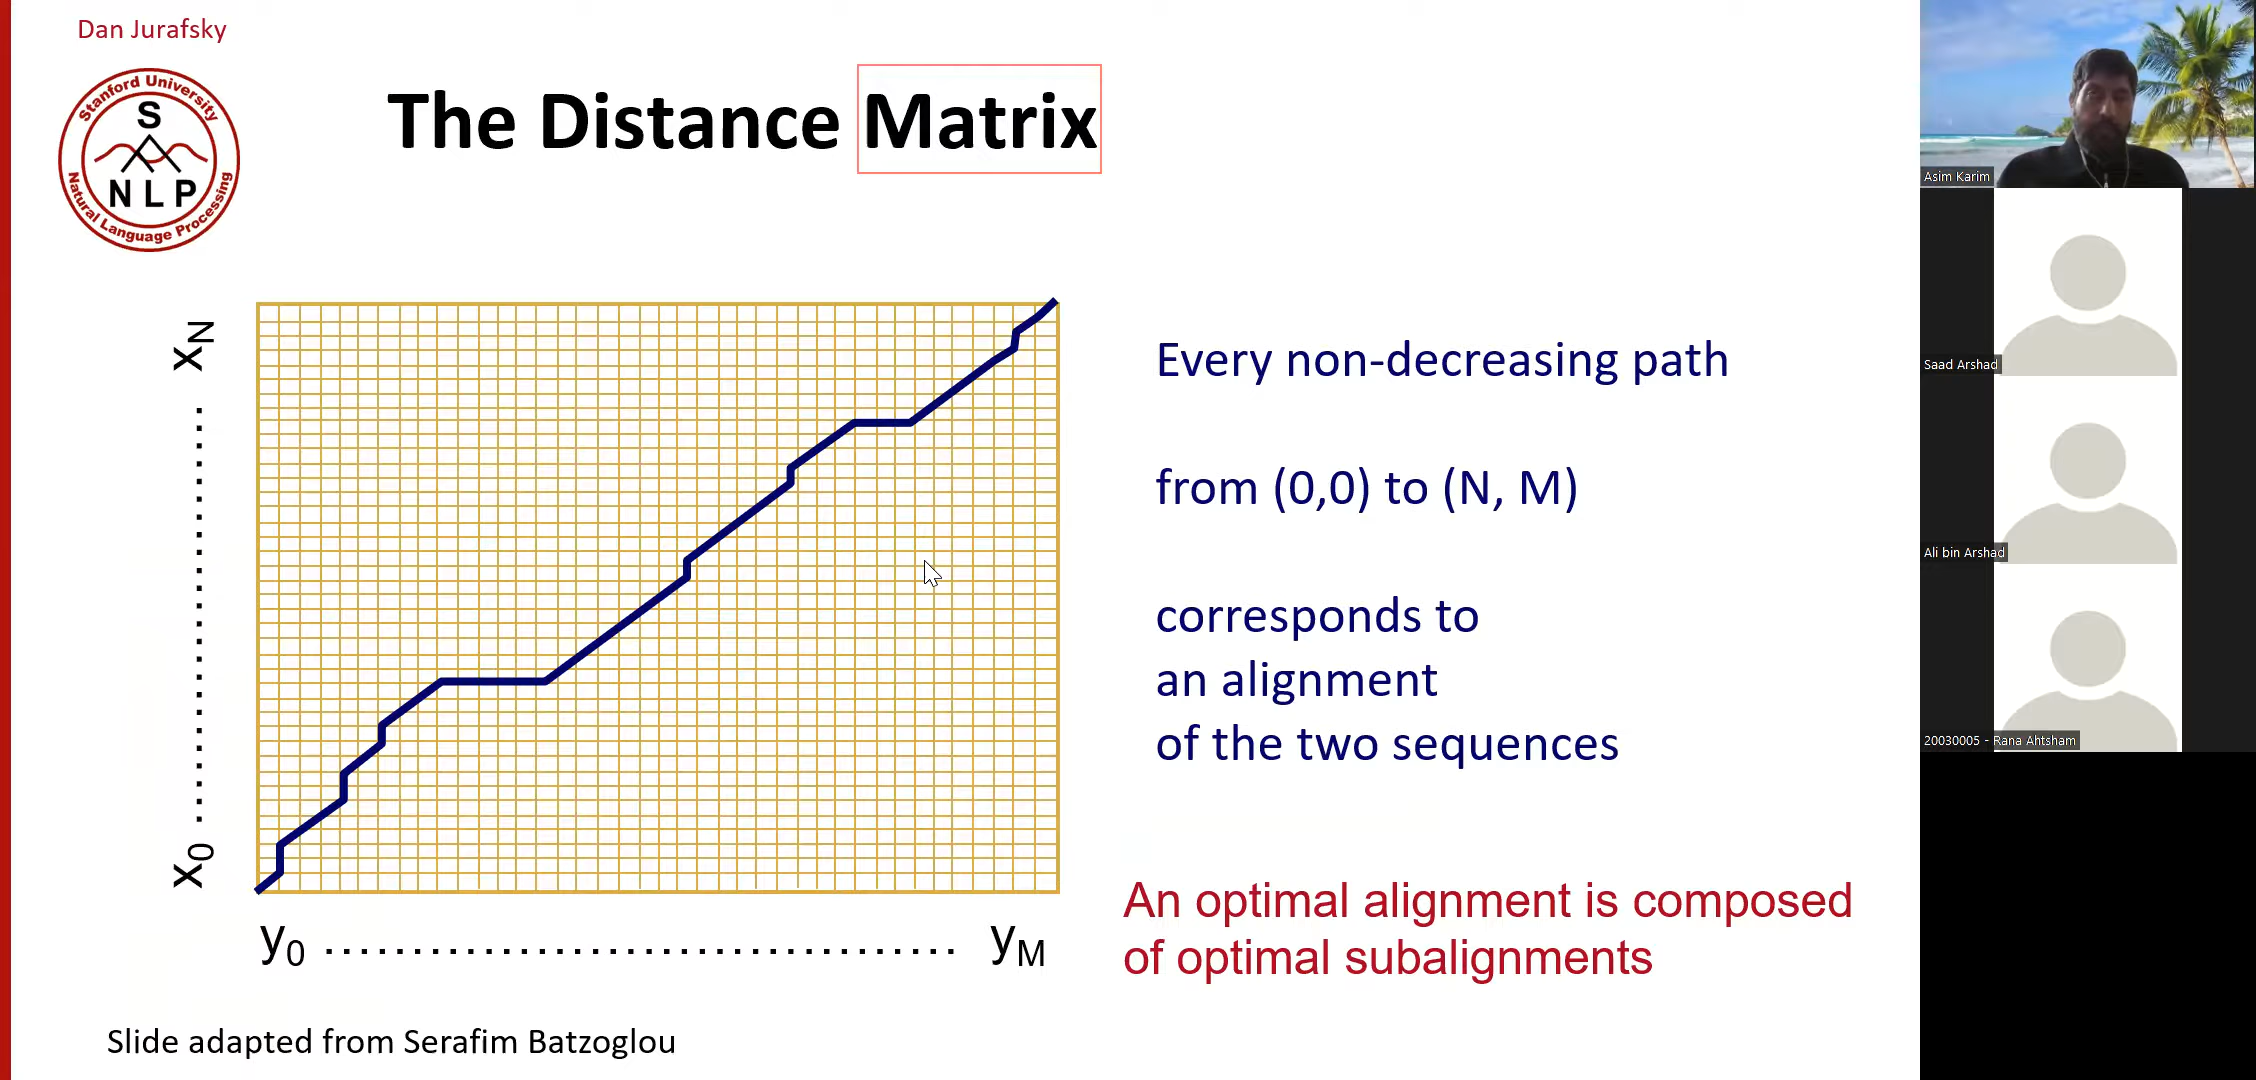 Dan Jurafsky
Stanford University
S
NLP
Natural Language Processing
The Distance Matrix
xN
x0
y0 yM
Every non-decreasing path
from (0,0) to (N, M)
corresponds to
an alignment
of the two sequences
An optimal alignment is composed
of optimal subalignments
Slide adapted from Serafim Batzoglou
Asim Karim
Saad Arshad
Ali bin Arshad
20030005 - Rana Ahtsham